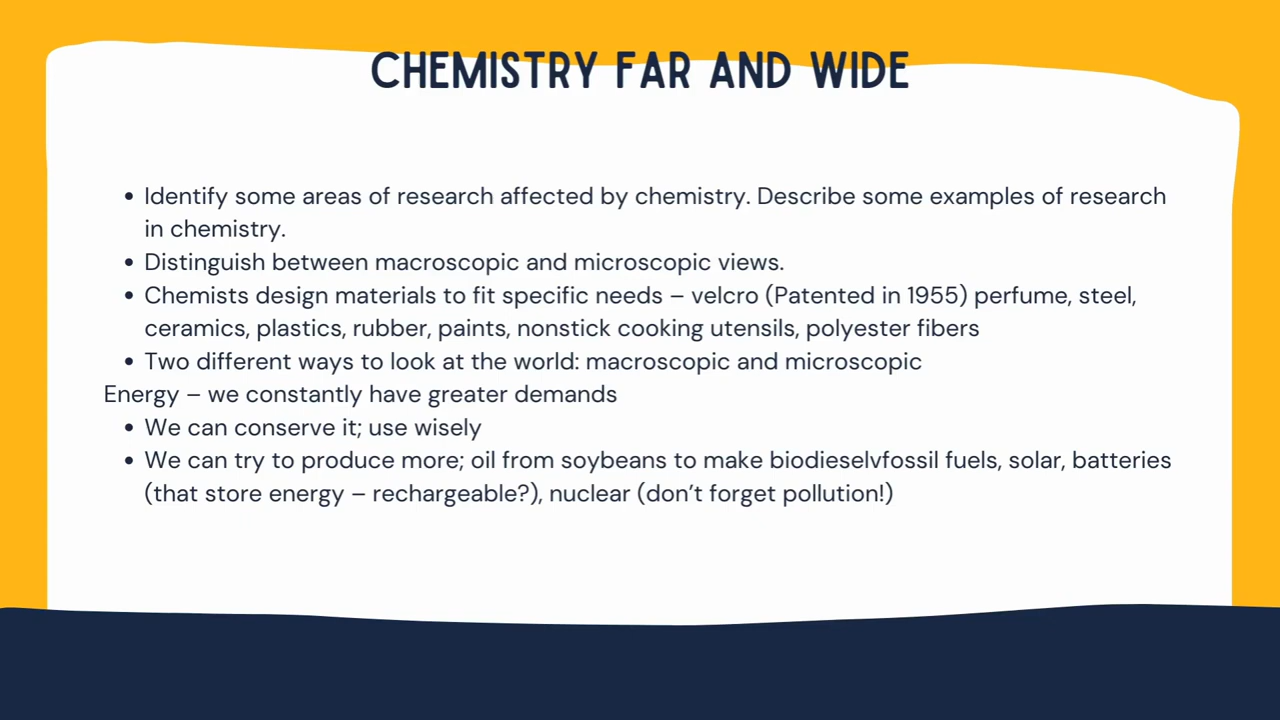 CHEMISTRY FAR AND WIDE
• Identify some areas of research affected by chemistry. Describe some examples of research
in chemistry.
• Distinguish between macroscopic and microscopic views.
• Chemists design materials to fit specific needs – velcro (Patented in 1955) perfume, steel,
ceramics, plastics, rubber, paints, nonstick cooking utensils, polyester fibers
• Two different ways to look at the world: macroscopic and microscopic
Energy – we constantly have greater demands
• We can conserve it; use wisely
• We can try to produce more; oil from soybeans to make biodieselvfossil fuels, solar, batteries
(that store energy – rechargeable?), nuclear (don’t forget pollution!)